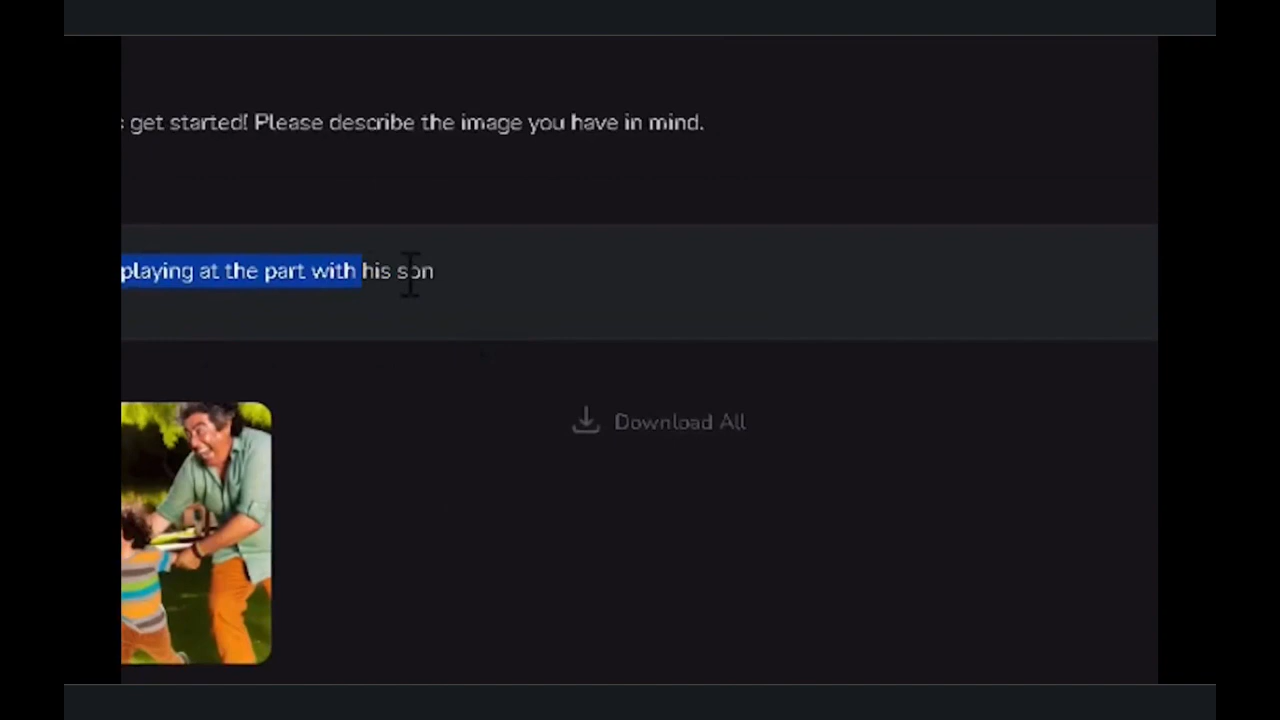 get started! Please describe the image you have in mind.
playing at the part with his son
Download All